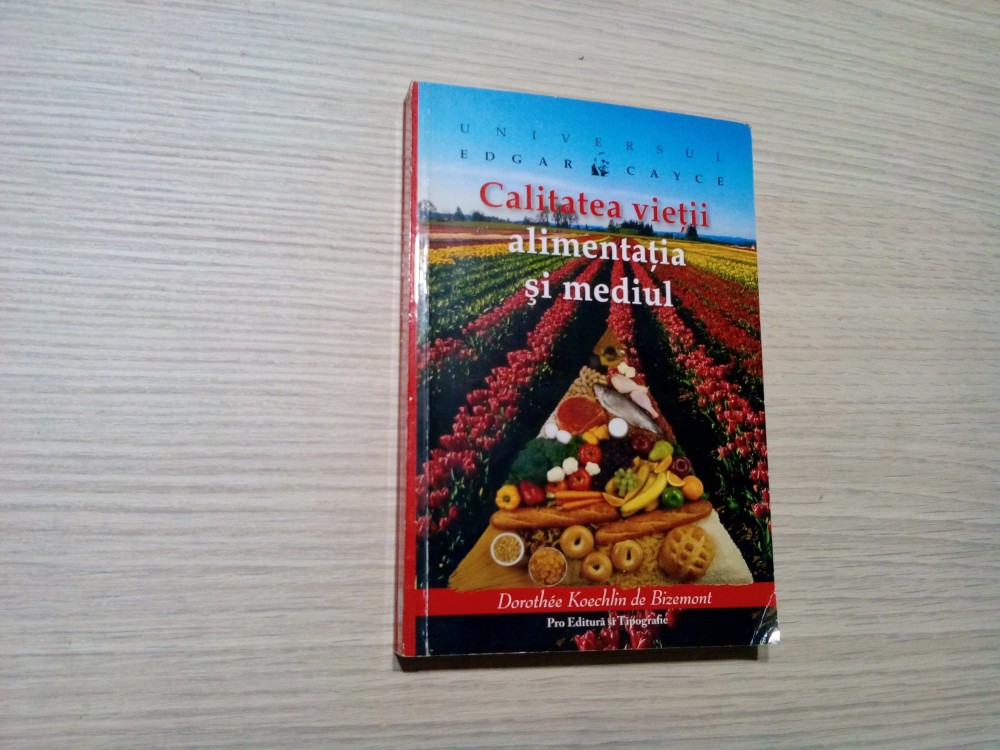 UNIVERSUL
EDGAR CAYCE
Calitatea vieții
alimentația
și mediul
Dorothée Koechlin de Bizemont
Pro Editură și Tipografie